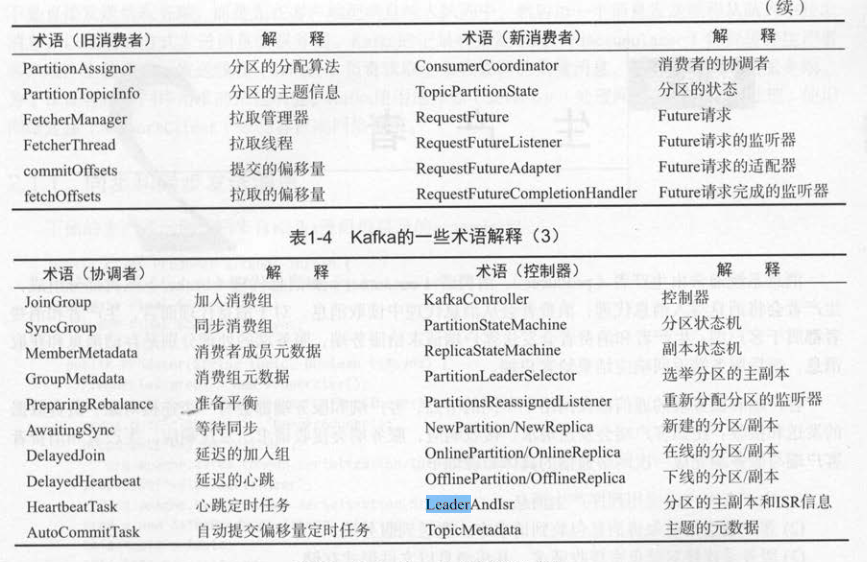 （续）
术语（旧消费者） 解 释 术语（新消费者） 解 释
PartitionAssignor 分区的分配算法 ConsumerCoordinator 消费者的协调者
PartitionTopicInfo 分区的主题信息 TopicPartitionState 分区的状态
FetcherManager 拉取管理器 RequestFuture Future请求
FetcherThread 拉取线程 RequestFutureListener Future请求的监听器
commitOffsets 提交的偏移量 RequestFutureAdapter Future请求的适配器
fetchOffsets 拉取的偏移量 RequestFutureCompletionHandler Future请求完成的监听器
表1-4 Kafka的一些术语解释（3）
术语（协调者） 解 释 术语（控制器） 解 释
JoinGroup 加入消费组 KafkaController 控制器
SyncGroup 同步消费组 PartitionStateMachine 分区状态机
MemberMetadata 消费者成员元数据 ReplicaStateMachine 副本状态机
GroupMetadata 消费组元数据 PartitionLeaderSelector 选举分区的主副本
PreparingRebalance 准备平衡 PartitionsReassignedListener 重新分配分区的监听器
AwaitingSync 等待同步 NewPartition/NewReplica 新建的分区/副本
DelayedJoin 延迟的加入组 OnlinePartition/OnlineReplica 在线的分区/副本
DelayedHeartbeat 延迟的心跳 OfflinePartition/OfflineReplica 下线的分区/副本
HeartbeatTask 心跳定时任务 LeaderAndIsr 分区的主副本和ISR信息
AutoCommitTask 自动提交偏移量定时任务 TopicMetadata 主题的元数据